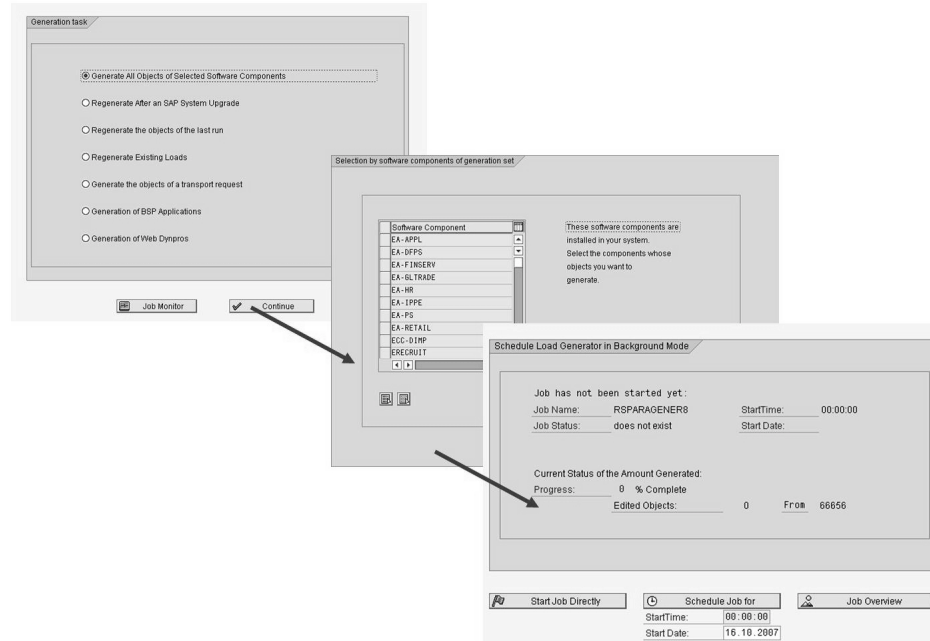 Generation task
Generate All Objects of Selected Software Components
Regenerate After an SAP System Upgrade
Regenerate the objects of the last run
Regenerate Existing Loads
Generate the objects of a transport request
Generation of BSP Applications
Generation of Web Dynpros
Job Monitor
Continue
Selection by software components of generation set
Software Component
EA-APPL
EA-DFPS
EA-FINSERV
EA-GLTRADE
EA-HR
EA-IPPE
EA-PS
EA-RETAIL
ECC-DIMP
ERECRUIT
These software components are
installed in your system.
Select the components whose
objects you want to
generate.
Schedule Load Generator in Background Mode
Job has not been started yet:
Job Name: RSPARAGENER8 StartTime: 00:00:00
Job Status: does not exist Start Date:
Current Status of the Amount Generated:
Progress: 0 % Complete
Edited Objects: 0 From 66656
Start Job Directly
Schedule Job for
Job Overview
StartTime: 00:00:00
Start Date: 16.10.2007